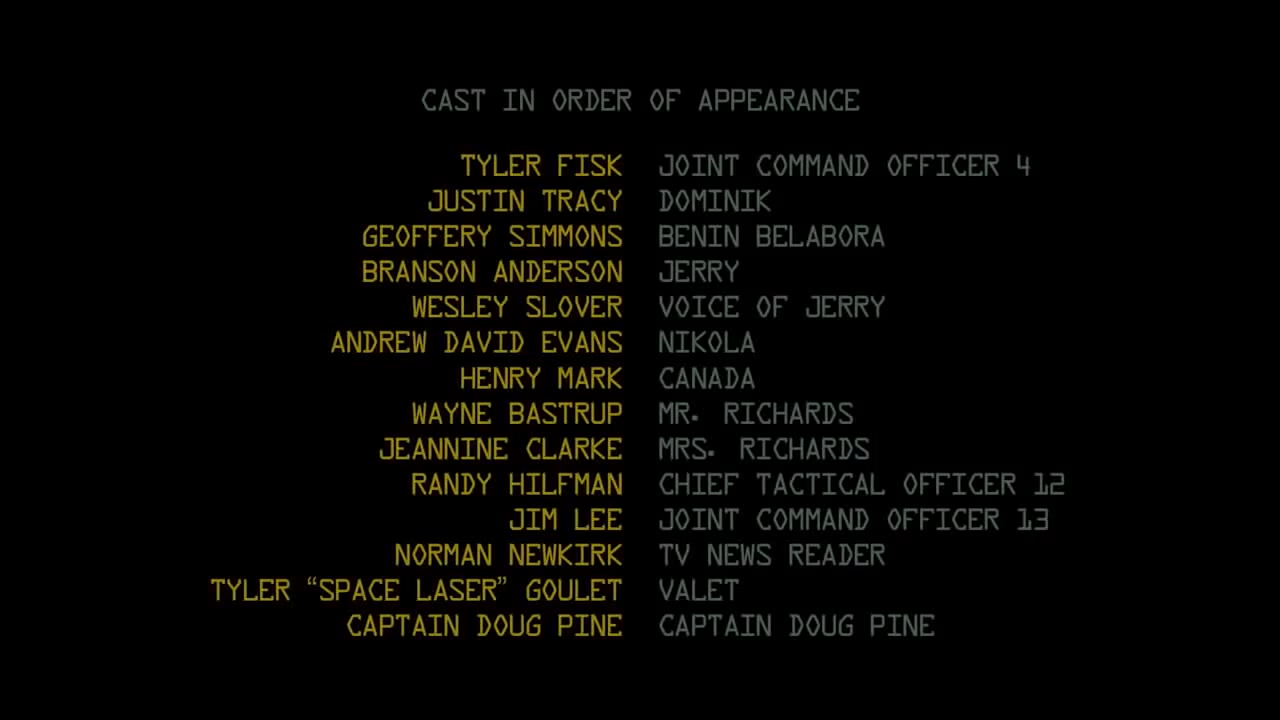 CAST IN ORDER OF APPEARANCE
TYLER FISK JOINT COMMAND OFFICER 4
JUSTIN TRACY DOMINIK
GEOFFERY SIMMONS BENIN BELABORA
BRANSON ANDERSON JERRY
WESLEY SLOVER VOICE OF JERRY
ANDREW DAVID EVANS NIKOLA
HENRY MARK CANADA
WAYNE BASTRUP MR. RICHARDS
JEANNINE CLARKE MRS. RICHARDS
RANDY HILFMAN CHIEF TACTICAL OFFICER 12
JIM LEE JOINT COMMAND OFFICER 13
NORMAN NEWKIRK TV NEWS READER
TYLER “SPACE LASER” GOULET VALET
CAPTAIN DOUG PINE CAPTAIN DOUG PINE